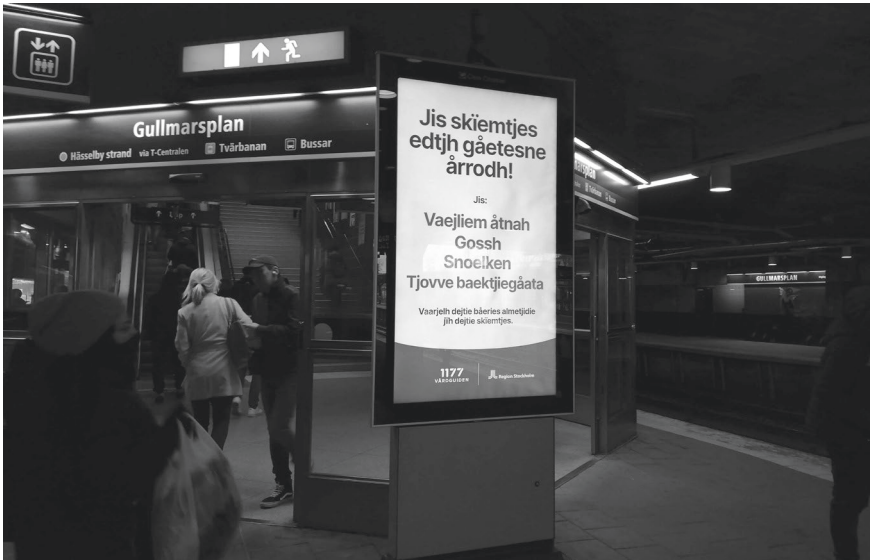 Gullmarsplan
Hässelby strand via T-Centralen Tvärbanan Bussar
Jis skïemtjes
edtjh gåetesne
årrodh!
Jis:
Vaejliem åtnah
Gossh
Snoelken
Tjovve baektjiegåata
Vaarjelh dejtie båeries almetjidie
jïh dejtie skïemtjes.
1177
VÅRDGUIDEN
Region Stockholm
GULLMARSPLAN